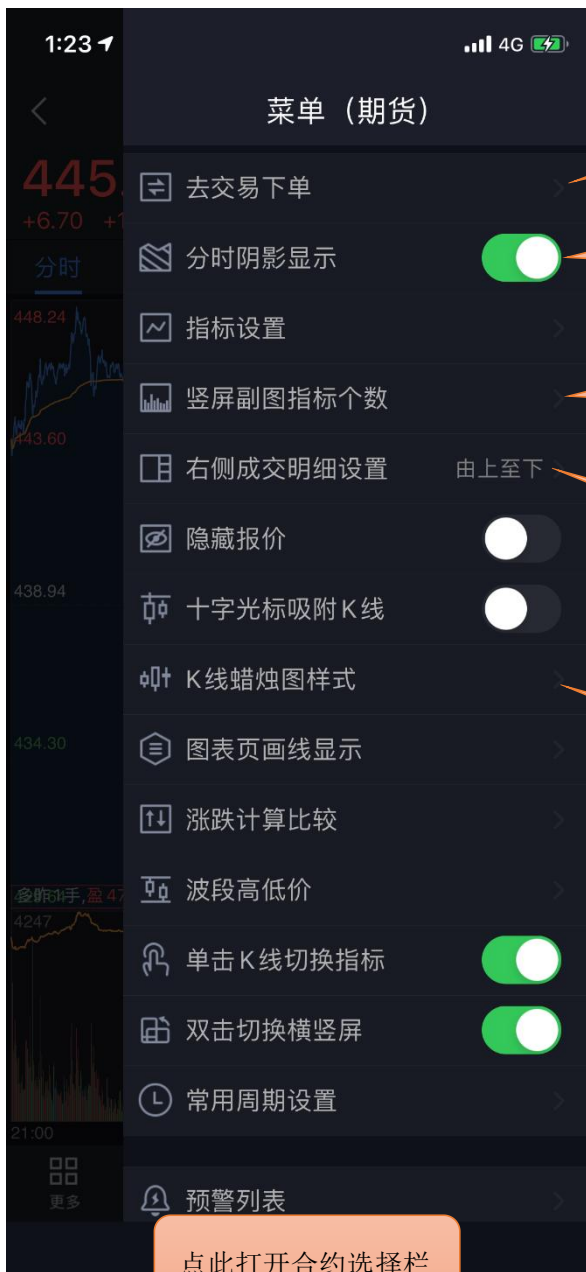 1:23
4G
菜单（期货）
445.
+6.70 +1
分时
448.24
443.60
438.94
434.30
去交易下单
分时阴影显示
指标设置
竖屏副图指标个数
右侧成交明细设置 由上至下
隐藏报价
十字光标吸附K线
K线蜡烛图样式
图表页画线显示
涨跌计算比较
波段高低价
单击K线切换指标
双击切换横竖屏
常用周期设置
手,盈47
4247
21:00
更多
预警列表
点此打开合约选择栏